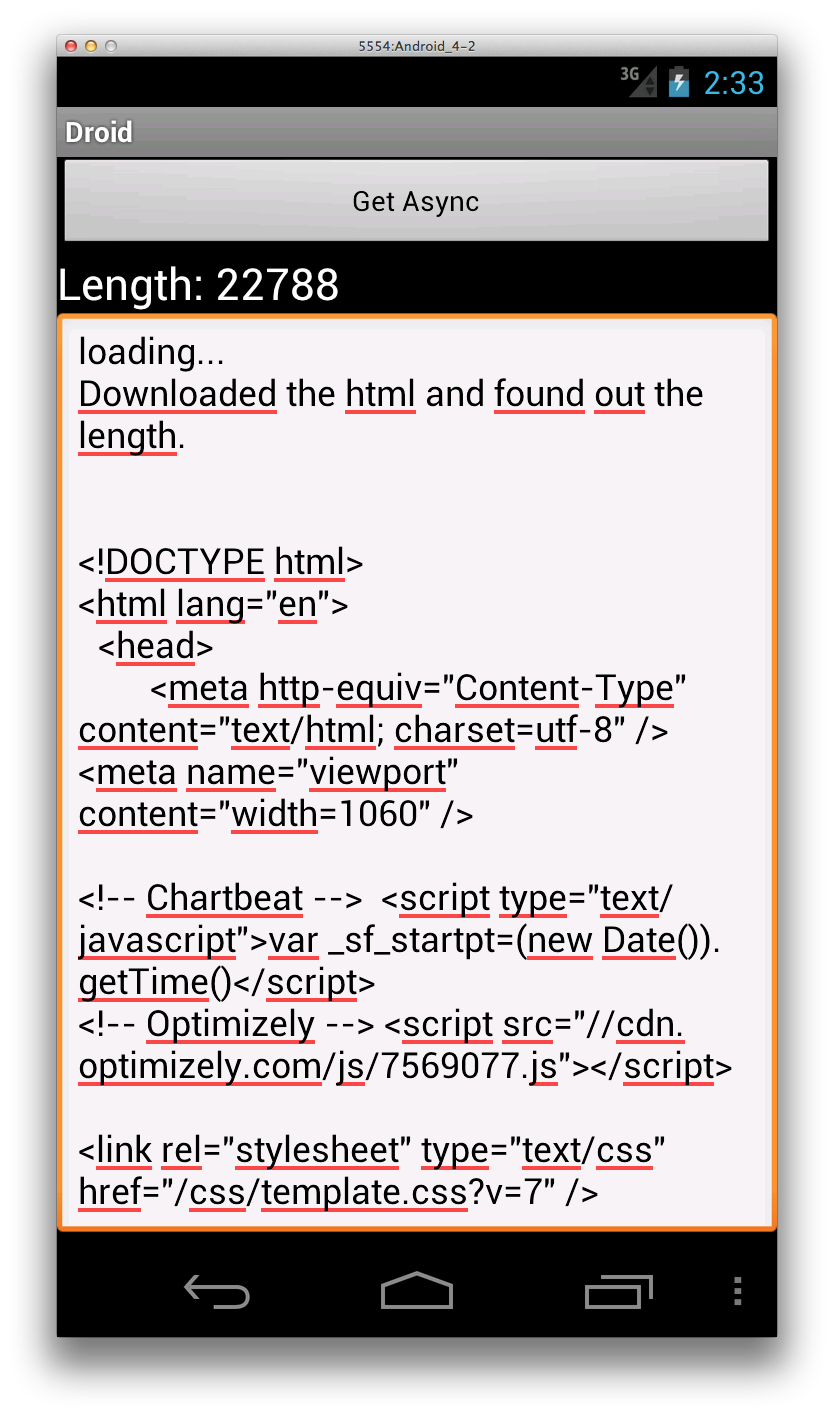 5554:Android_4-2
3G 2:33
Droid
Get Async
Length: 22788
loading...
Downloaded the html and found out the
length.
<!DOCTYPE html>
<html lang="en">
<head>
<meta http-equiv="Content-Type"
content="text/html; charset=utf-8" />
<meta name="viewport"
content="width=1060" />
<!-- Chartbeat -->  <script type="text/
javascript">var _sf_startpt=(new Date()).
getTime()</script>
<!-- Optimizely --> <script src="//cdn.
optimizely.com/js/7569077.js"></script>
<link rel="stylesheet" type="text/css"
href="/css/template.css?v=7" />